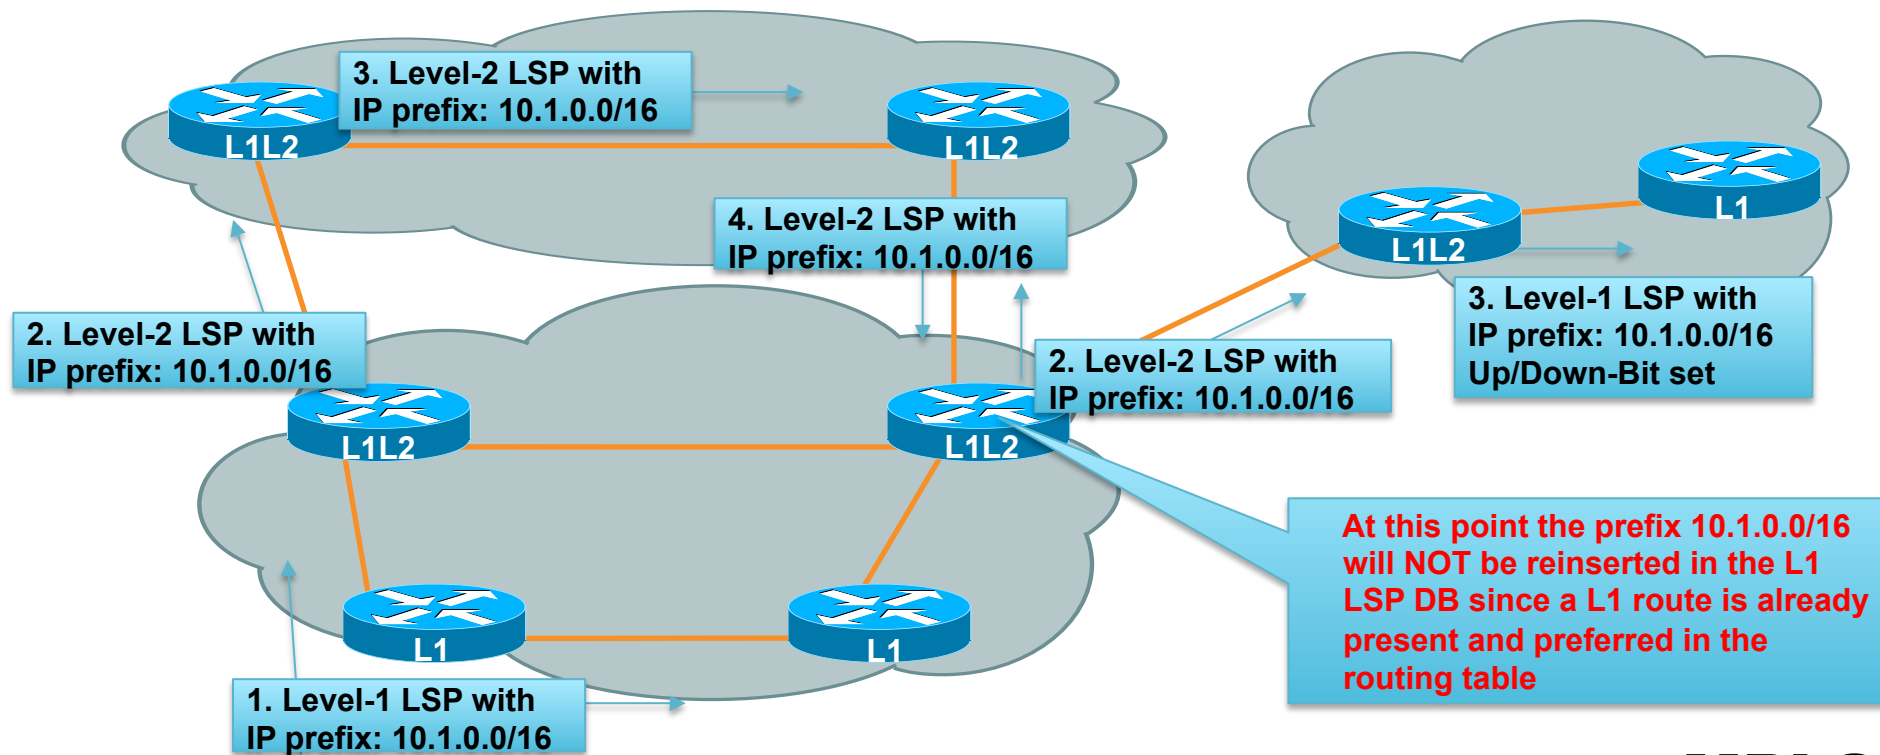 3. Level-2 LSP with
IP prefix: 10.1.0.0/16
L1L2
L1L2
L1
L1L2
4. Level-2 LSP with
IP prefix: 10.1.0.0/16
3. Level-1 LSP with
IP prefix: 10.1.0.0/16
Up/Down-Bit set
2. Level-2 LSP with
IP prefix: 10.1.0.0/16
2. Level-2 LSP with
IP prefix: 10.1.0.0/16
L1L2
L1L2
At this point the prefix 10.1.0.0/16
will NOT be reinserted in the L1
LSP DB since a L1 route is already
present and preferred in the
routing table
L1
L1
1. Level-1 LSP with
IP prefix: 10.1.0.0/16